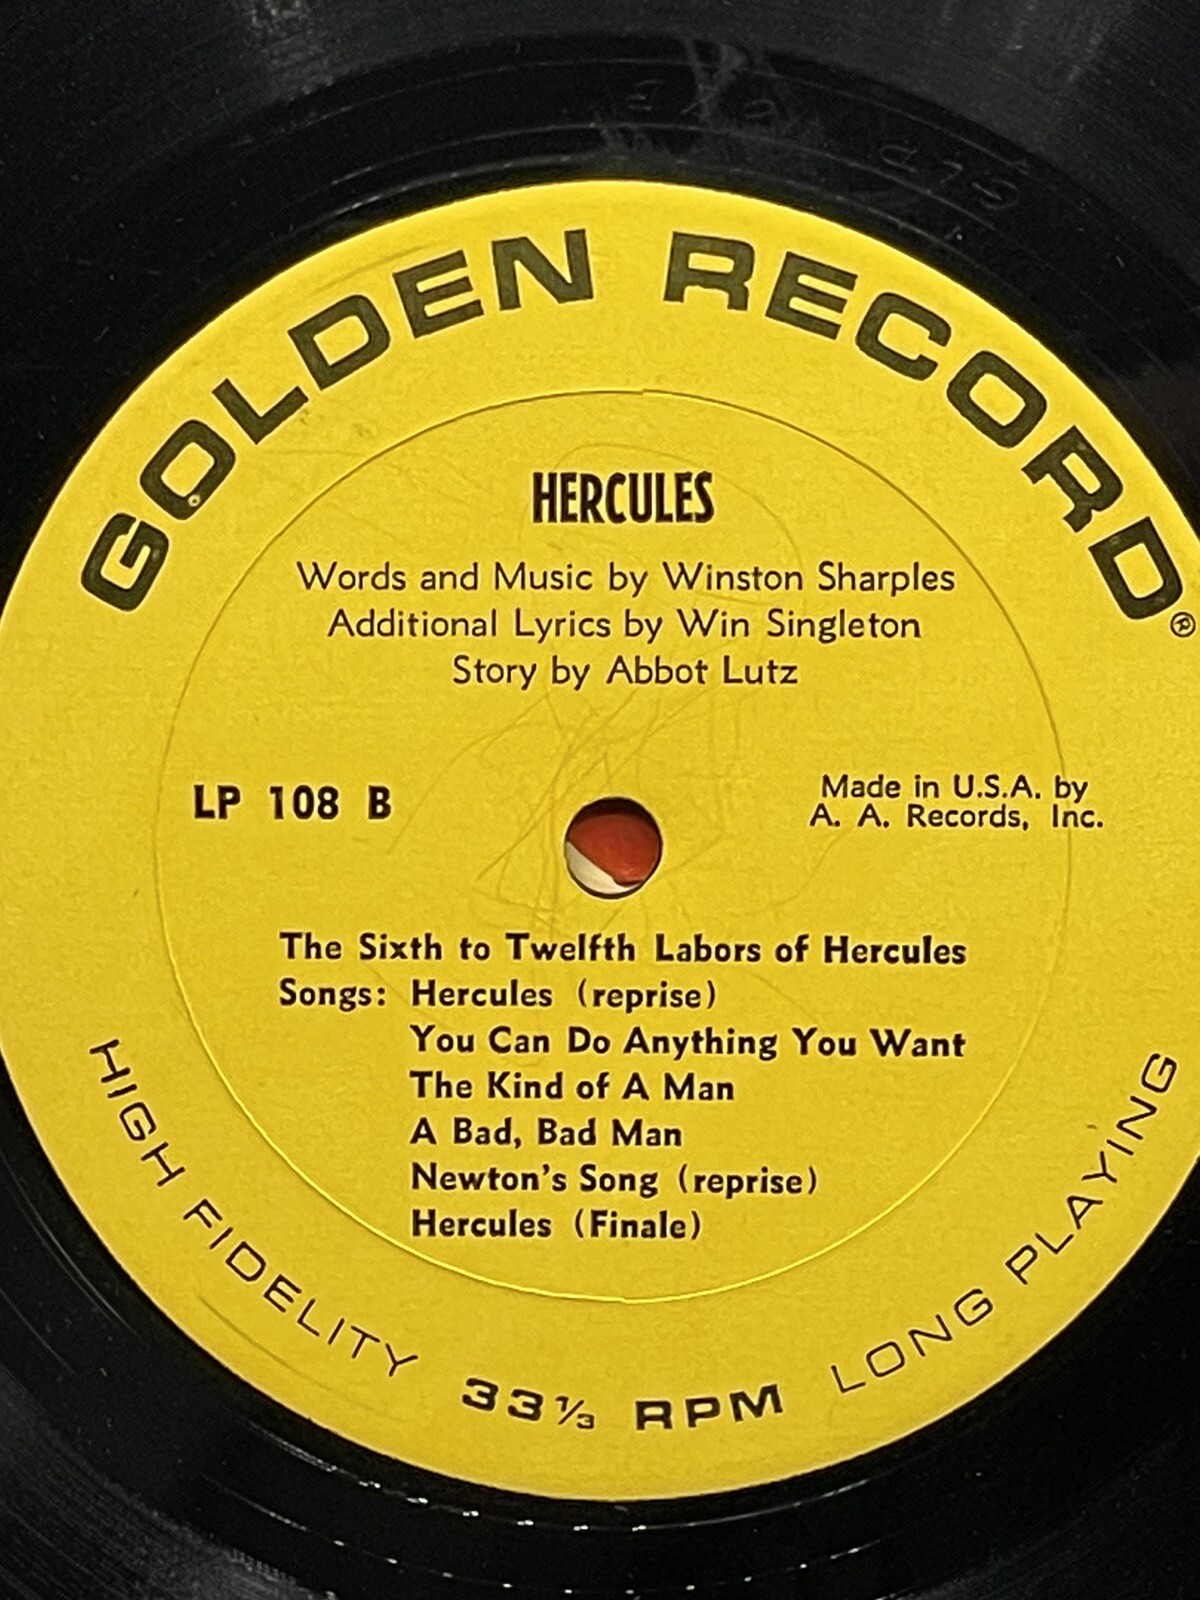 GOLDEN RECORD®
HERCULES
Words and Music by Winston Sharples
Additional Lyrics by Win Singleton
Story by Abbot Lutz
LP 108 B
Made in U.S.A. by
A. A. Records, Inc.
The Sixth to Twelfth Labors of Hercules
Songs: Hercules (reprise)
You Can Do Anything You Want
The Kind of A Man
A Bad, Bad Man
Newton's Song (reprise)
Hercules (Finale)
HIGH FIDELITY 33 1/3 RPM LONG PLAYING